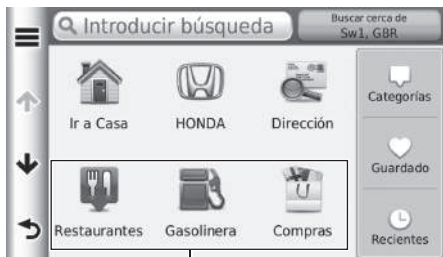 Introducir búsqueda
Buscar cerca de
Sw1, GBR
Ir a Casa
HONDA
Dirección
Categorías
Restaurantes
Gasolinera
Compras
Guardado
Recientes